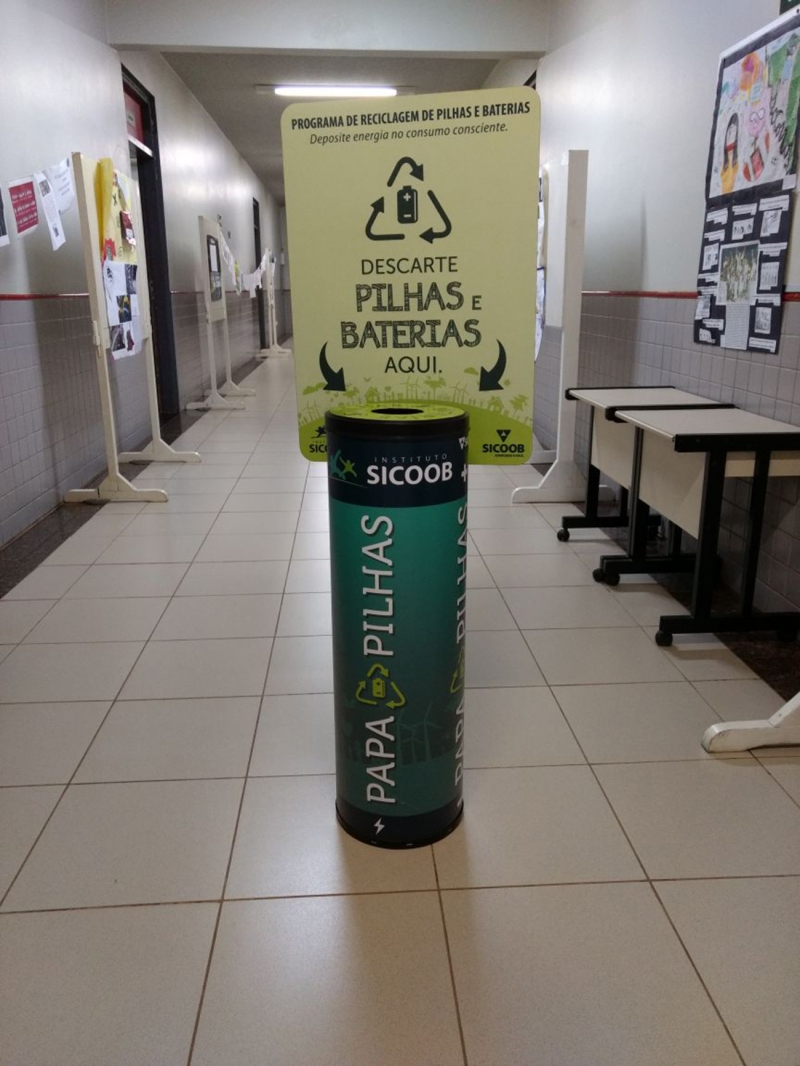 PROGRAMA DE RECICLAGEM DE PILHAS E BATERIAS
Deposite energia no consumo consciente.
DESCARTE
PILHAS E
BATERIAS
AQUI.
SICOOB
INSTITUTO
SICOOB
PAPA PILHAS
PAPA PILHAS